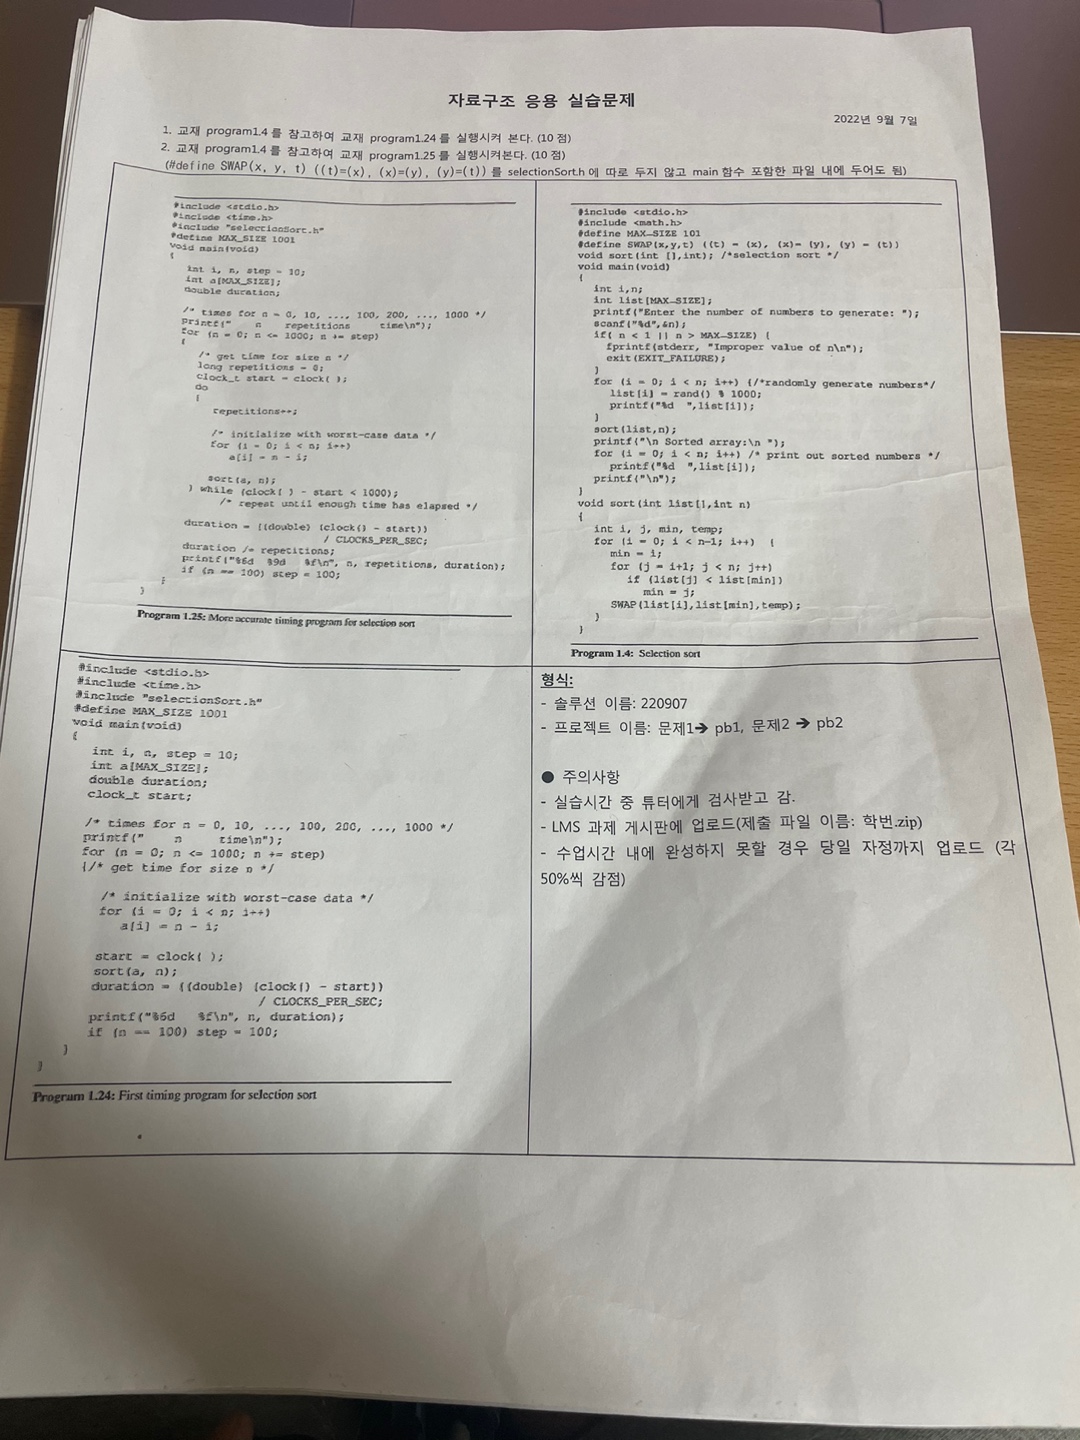 자료구조 응용 실습문제
2022년 9월 7일
1. 교재 program1.4 를 참고하여 교재 program1.24 를 실행시켜 본다. (10 점)
2. 교재 program1.4 를 참고하여 교재 program1.25 를 실행시켜본다. (10 점)
(#define SWAP(x, y, t) ((t)=(x), (x)=(y), (y)=(t)) 를 selectionSort.h 에 따로 두지 않고 main 함수 포함한 파일 내에 두어도 됨)
#include <stdio.h>
#include <time.h>
#include "selectionSort.h"
#define MAX_SIZE 1001
void main(void)
{
int i, n, step = 10;
int a[MAX_SIZE];
double duration;
/* times for n = 0, 10, ..., 100, 200, ..., 1000 */
printf("    n    repetitions    time\n");
for (n = 0; n <= 1000; n += step)
{
/* get time for size n */
long repetitions = 0;
clock_t start = clock( );
do
{
repetitions++;
/* initialize with worst-case data */
for (i = 0; i < n; i++)
a[i] = n - i;
sort(a, n);
} while (clock( ) - start < 1000);
/* repeat until enough time has elapsed */
duration = ((double) (clock() - start))
/ CLOCKS_PER_SEC;
duration /= repetitions;
printf("%6d  %9d  %f\n", n, repetitions, duration);
if (n == 100) step = 100;
}
}
Program 1.25: More accurate timing program for selection sort
#include <stdio.h>
#include <math.h>
#define MAX-SIZE 101
#define SWAP(x,y,t) ((t) = (x), (x)= (y), (y) = (t))
void sort(int [],int); /*selection sort */
void main(void)
{
int i,n;
int list[MAX-SIZE];
printf("Enter the number of numbers to generate: ");
scanf("%d",&n);
if( n < 1 || n > MAX-SIZE) {
fprintf(stderr, "Improper value of n\n");
exit(EXIT_FAILURE);
}
for (i = 0; i < n; i++) {/*randomly generate numbers*/
list[i] = rand() % 1000;
printf("%d  ",list[i]);
}
sort(list,n);
printf("\n Sorted array:\n ");
for (i = 0; i < n; i++) /* print out sorted numbers */
printf("%d  ",list[i]);
printf("\n");
}
void sort(int list[],int n)
{
int i, j, min, temp;
for (i = 0; i < n-1; i++)  {
min = i;
for (j = i+1; j < n; j++)
if (list[j] < list[min])
min = j;
SWAP(list[i],list[min],temp);
}
}
Program 1.4: Selection sort
#include <stdio.h>
#include <time.h>
#include "selectionSort.h"
#define MAX_SIZE 1001
void main(void)
{
int i, n, step = 10;
int a[MAX_SIZE];
double duration;
clock_t start;
/* times for n = 0, 10, ..., 100, 200, ..., 1000 */
printf("    n    time\n");
for (n = 0; n <= 1000; n += step)
{/* get time for size n */
/* initialize with worst-case data */
for (i = 0; i < n; i++)
a[i] = n - i;
start = clock( );
sort(a, n);
duration = ((double) (clock() - start))
/ CLOCKS_PER_SEC;
printf("%6d   %f\n", n, duration);
if (n == 100) step = 100;
}
}
Program 1.24: First timing program for selection sort
형식:
- 솔루션 이름: 220907
- 프로젝트 이름: 문제1➔ pb1, 문제2 ➔ pb2
● 주의사항
- 실습시간 중 튜터에게 검사받고 감.
- LMS 과제 게시판에 업로드(제출 파일 이름: 학번.zip)
- 수업시간 내에 완성하지 못할 경우 당일 자정까지 업로드 (각
50%씩 감점)